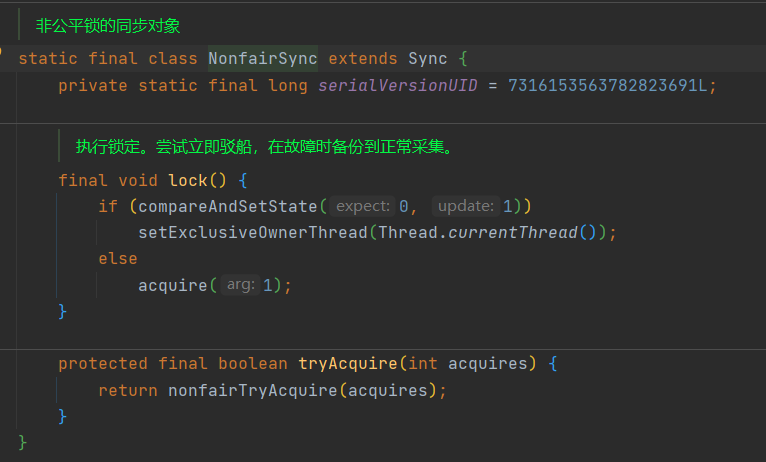 非公平锁的同步对象
static final class NonfairSync extends Sync {
private static final long serialVersionUID = 7316153563782823691L;
执行锁定。尝试立即驳船，在故障时备份到正常采集。
final void lock() {
if (compareAndSetState( expect: 0, update: 1))
setExclusiveOwnerThread(Thread.currentThread());
else
acquire( arg: 1);
}
protected final boolean tryAcquire(int acquires) {
return nonfairTryAcquire(acquires);
}
}